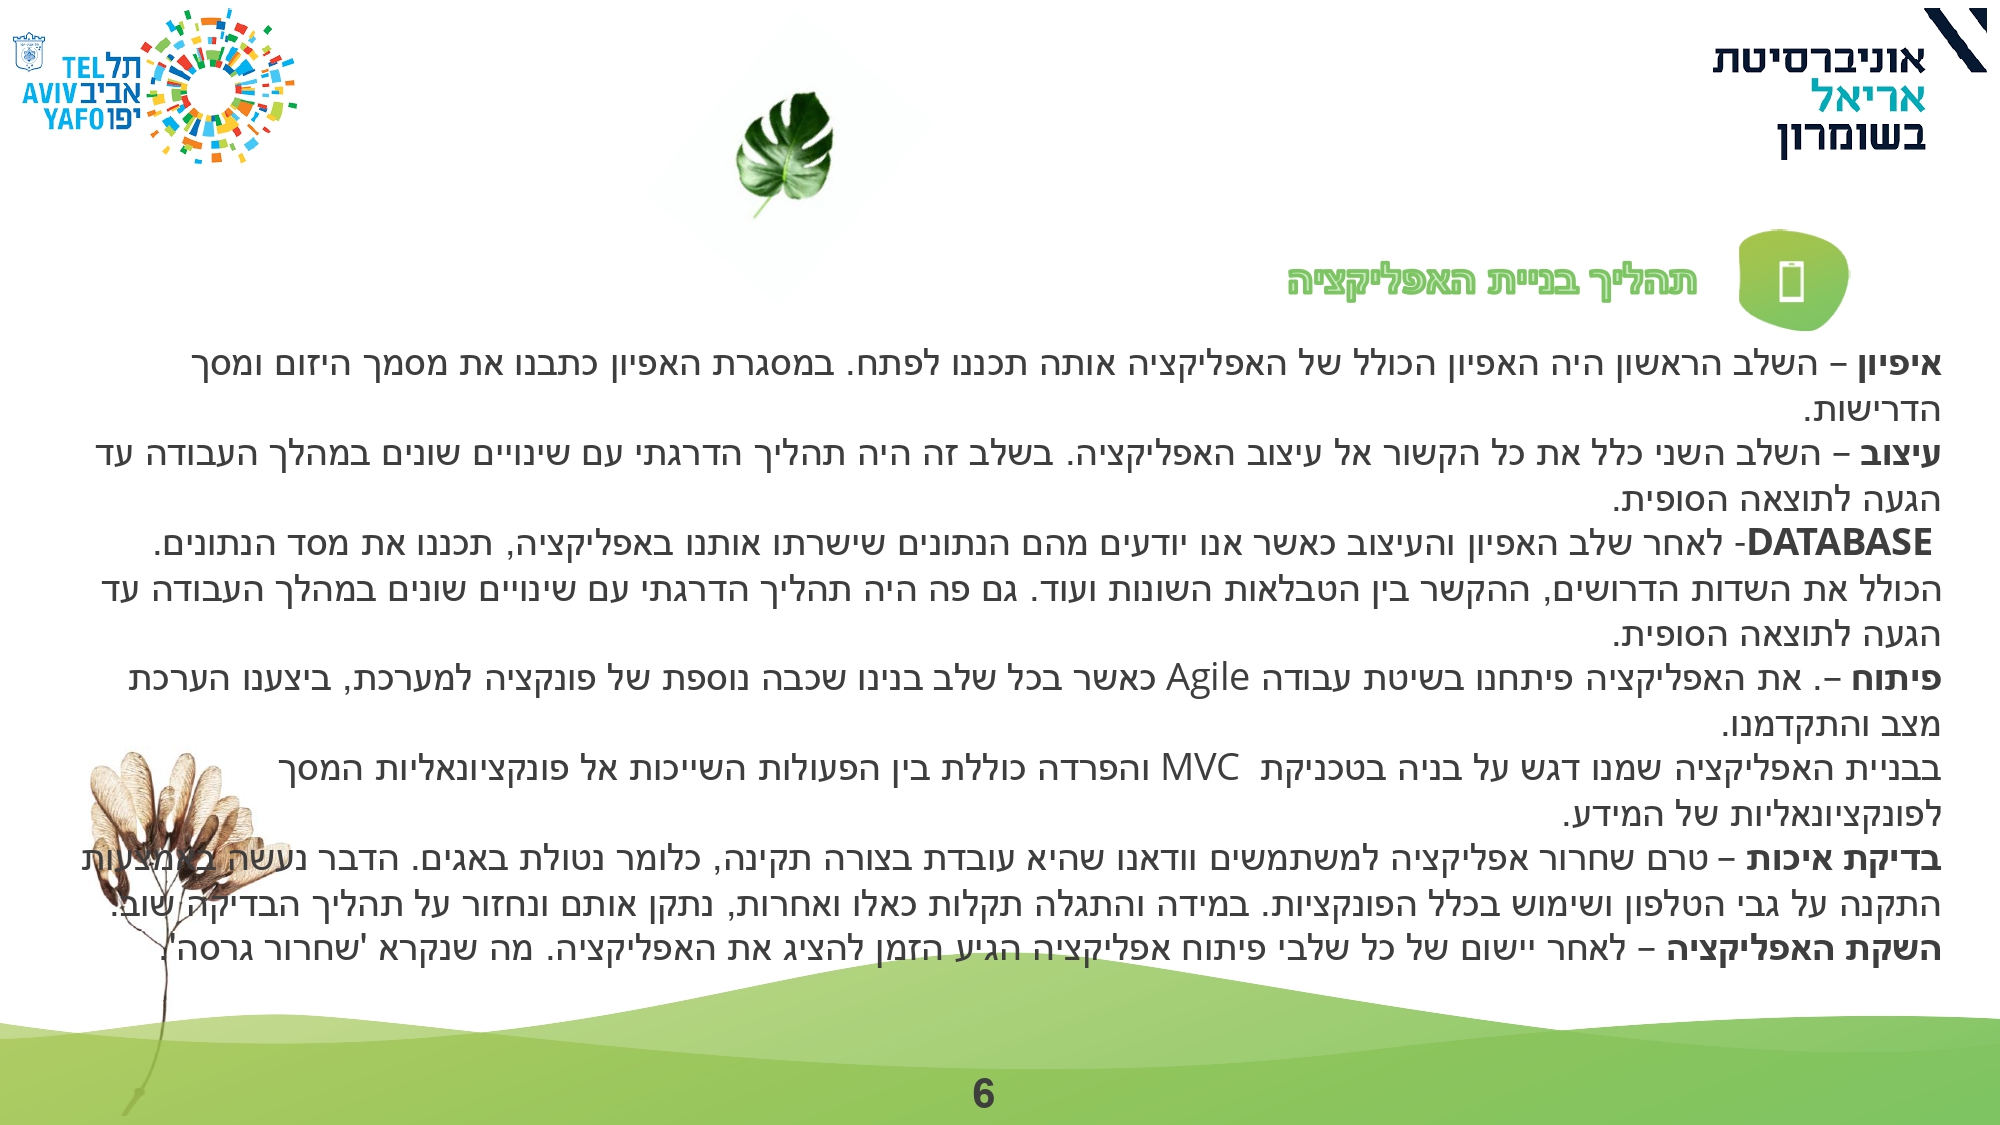 תל TEL
אביב AVIV
יפו YAFO
אוניברסיטת
אריאל
בשומרון
תהליך בניית האפליקציה
איפיון – השלב הראשון היה האפיון הכולל של האפליקציה אותה תכננו לפתח. במסגרת האפיון כתבנו את מסמך היזום ומסך
הדרישות.
עיצוב – השלב השני כלל את כל הקשור אל עיצוב האפליקציה. בשלב זה היה תהליך הדרגתי עם שינויים שונים במהלך העבודה עד
הגעה לתוצאה הסופית.
DATABASE- לאחר שלב האפיון והעיצוב כאשר אנו יודעים מהם הנתונים שישרתו אותנו באפליקציה, תכננו את מסד הנתונים.
הכולל את השדות הדרושים, ההקשר בין הטבלאות השונות ועוד. גם פה היה תהליך הדרגתי עם שינויים שונים במהלך העבודה עד
הגעה לתוצאה הסופית.
פיתוח –. את האפליקציה פיתחנו בשיטת עבודה Agile כאשר בכל שלב בנינו שכבה נוספת של פונקציה למערכת, ביצענו הערכת
מצב והתקדמנו.
בבניית האפליקציה שמנו דגש על בניה בטכניקת MVC והפרדה כוללת בין הפעולות השייכות אל פונקציונאליות המסך
לפונקציונאליות של המידע.
בדיקת איכות – טרם שחרור אפליקציה למשתמשים וודאנו שהיא עובדת בצורה תקינה, כלומר נטולת באגים. הדבר נעשה באמצעות
התקנה על גבי הטלפון ושימוש בכלל הפונקציות. במידה והתגלה תקלות כאלו ואחרות, נתקן אותם ונחזור על תהליך הבדיקה שוב.
השקת האפליקציה – לאחר יישום של כל שלבי פיתוח אפליקציה הגיע הזמן להציג את האפליקציה. מה שנקרא 'שחרור גרסה'.
6